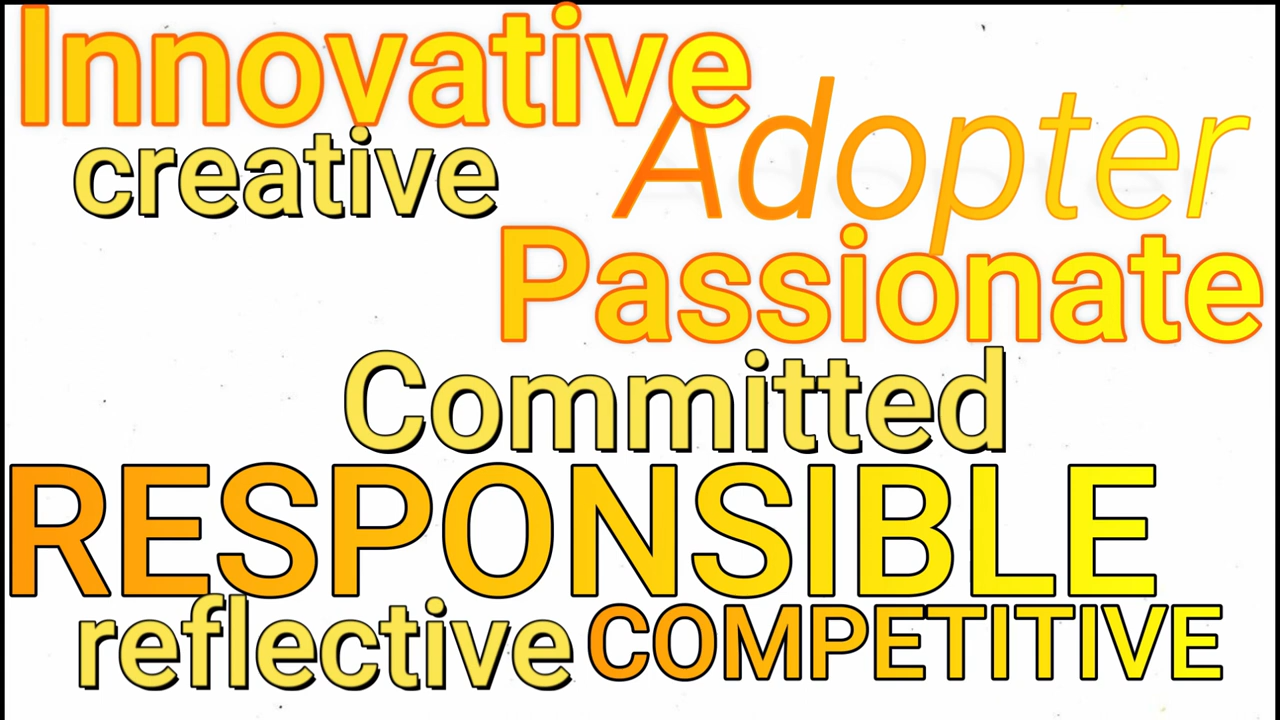 Innovative
Adopter
creative
Passionate
Committed
RESPONSIBLE
reflective COMPETITIVE